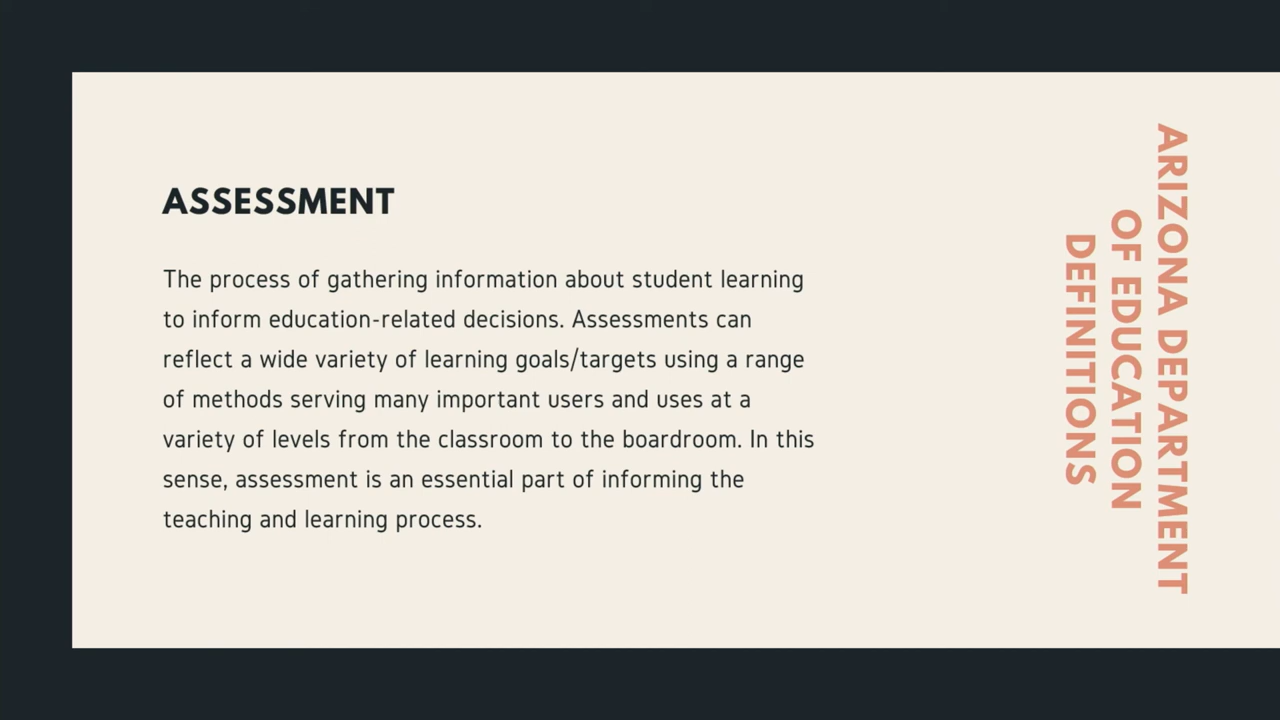 ASSESSMENT
The process of gathering information about student learning
to inform education-related decisions. Assessments can
reflect a wide variety of learning goals/targets using a range
of methods serving many important users and uses at a
variety of levels from the classroom to the boardroom. In this
sense, assessment is an essential part of informing the
teaching and learning process.
ARIZONA DEPARTMENT
OF EDUCATION
DEFINITIONS